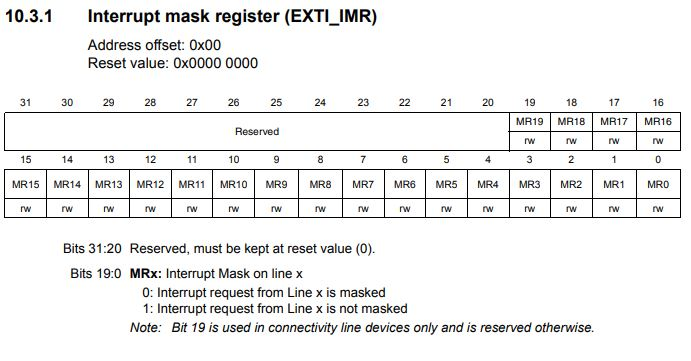 10.3.1 Interrupt mask register (EXTI_IMR)
Address offset: 0x00
Reset value: 0x0000 0000
31 30 29 28 27 26 25 24 23 22 21 20 19 18 17 16
Reserved MR19 MR18 MR17 MR16
rw rw rw rw
15 14 13 12 11 10 9 8 7 6 5 4 3 2 1 0
MR15 MR14 MR13 MR12 MR11 MR10 MR9 MR8 MR7 MR6 MR5 MR4 MR3 MR2 MR1 MR0
rw rw rw rw rw rw rw rw rw rw rw rw rw rw rw rw
Bits 31:20 Reserved, must be kept at reset value (0).
Bits 19:0 MRx: Interrupt Mask on line x
0: Interrupt request from Line x is masked
1: Interrupt request from Line x is not masked
Note: Bit 19 is used in connectivity line devices only and is reserved otherwise.